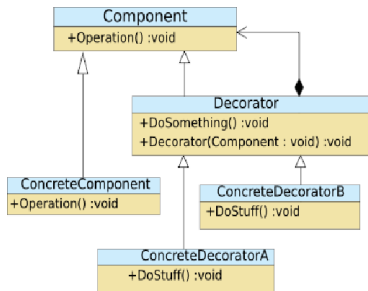 Component
+Operation() :void
Decorator
+DoSomething() :void
+Decorator(Component : void) :void
ConcreteComponent
+Operation() :void
ConcreteDecoratorB
+DoStuff() :void
ConcreteDecoratorA
+DoStuff() :void